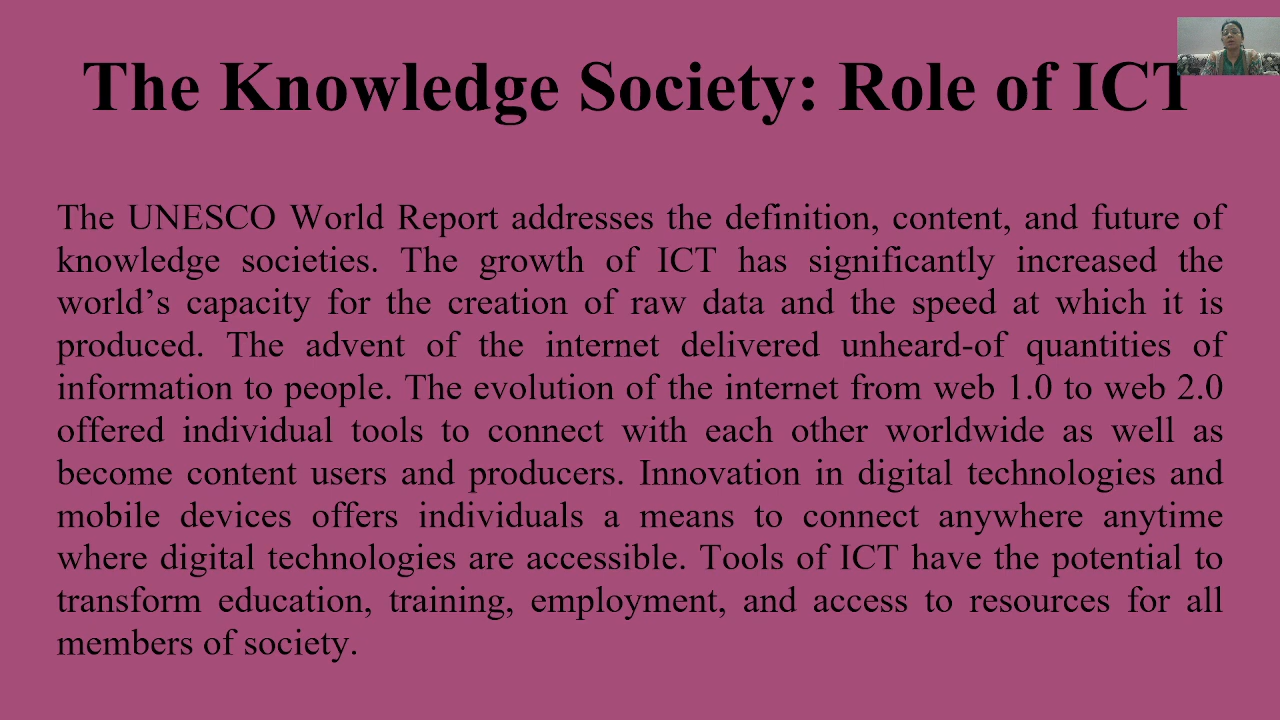 The Knowledge Society: Role of ICT
The UNESCO World Report addresses the definition, content, and future of
knowledge societies. The growth of ICT has significantly increased the
world’s capacity for the creation of raw data and the speed at which it is
produced. The advent of the internet delivered unheard-of quantities of
information to people. The evolution of the internet from web 1.0 to web 2.0
offered individual tools to connect with each other worldwide as well as
become content users and producers. Innovation in digital technologies and
mobile devices offers individuals a means to connect anywhere anytime
where digital technologies are accessible. Tools of ICT have the potential to
transform education, training, employment, and access to resources for all
members of society.